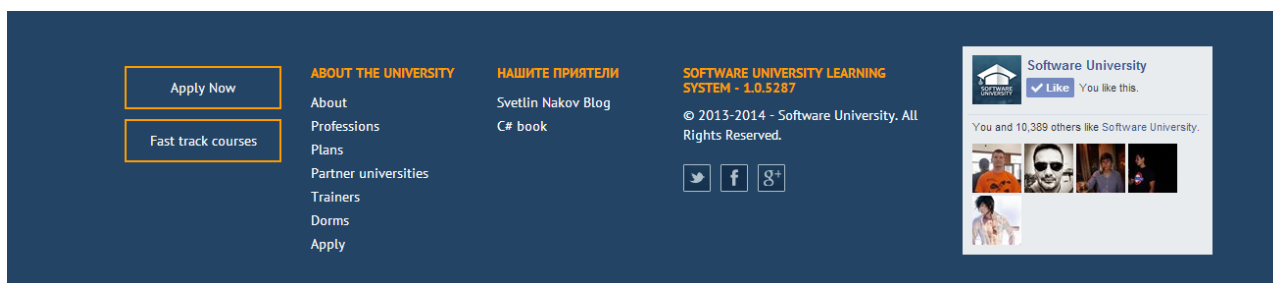 Apply Now
Fast track courses
ABOUT THE UNIVERSITY
About
Professions
Plans
Partner universities
Trainers
Dorms
Apply
НАШИТЕ ПРИЯТЕЛИ
Svetlin Nakov Blog
C# book
SOFTWARE UNIVERSITY LEARNING
SYSTEM - 1.0.5287
© 2013-2014 - Software University. All
Rights Reserved.
f
g+
SOFTWARE
UNIVERSITY
Software University
Like
You like this.
You and 10,389 others like Software University.